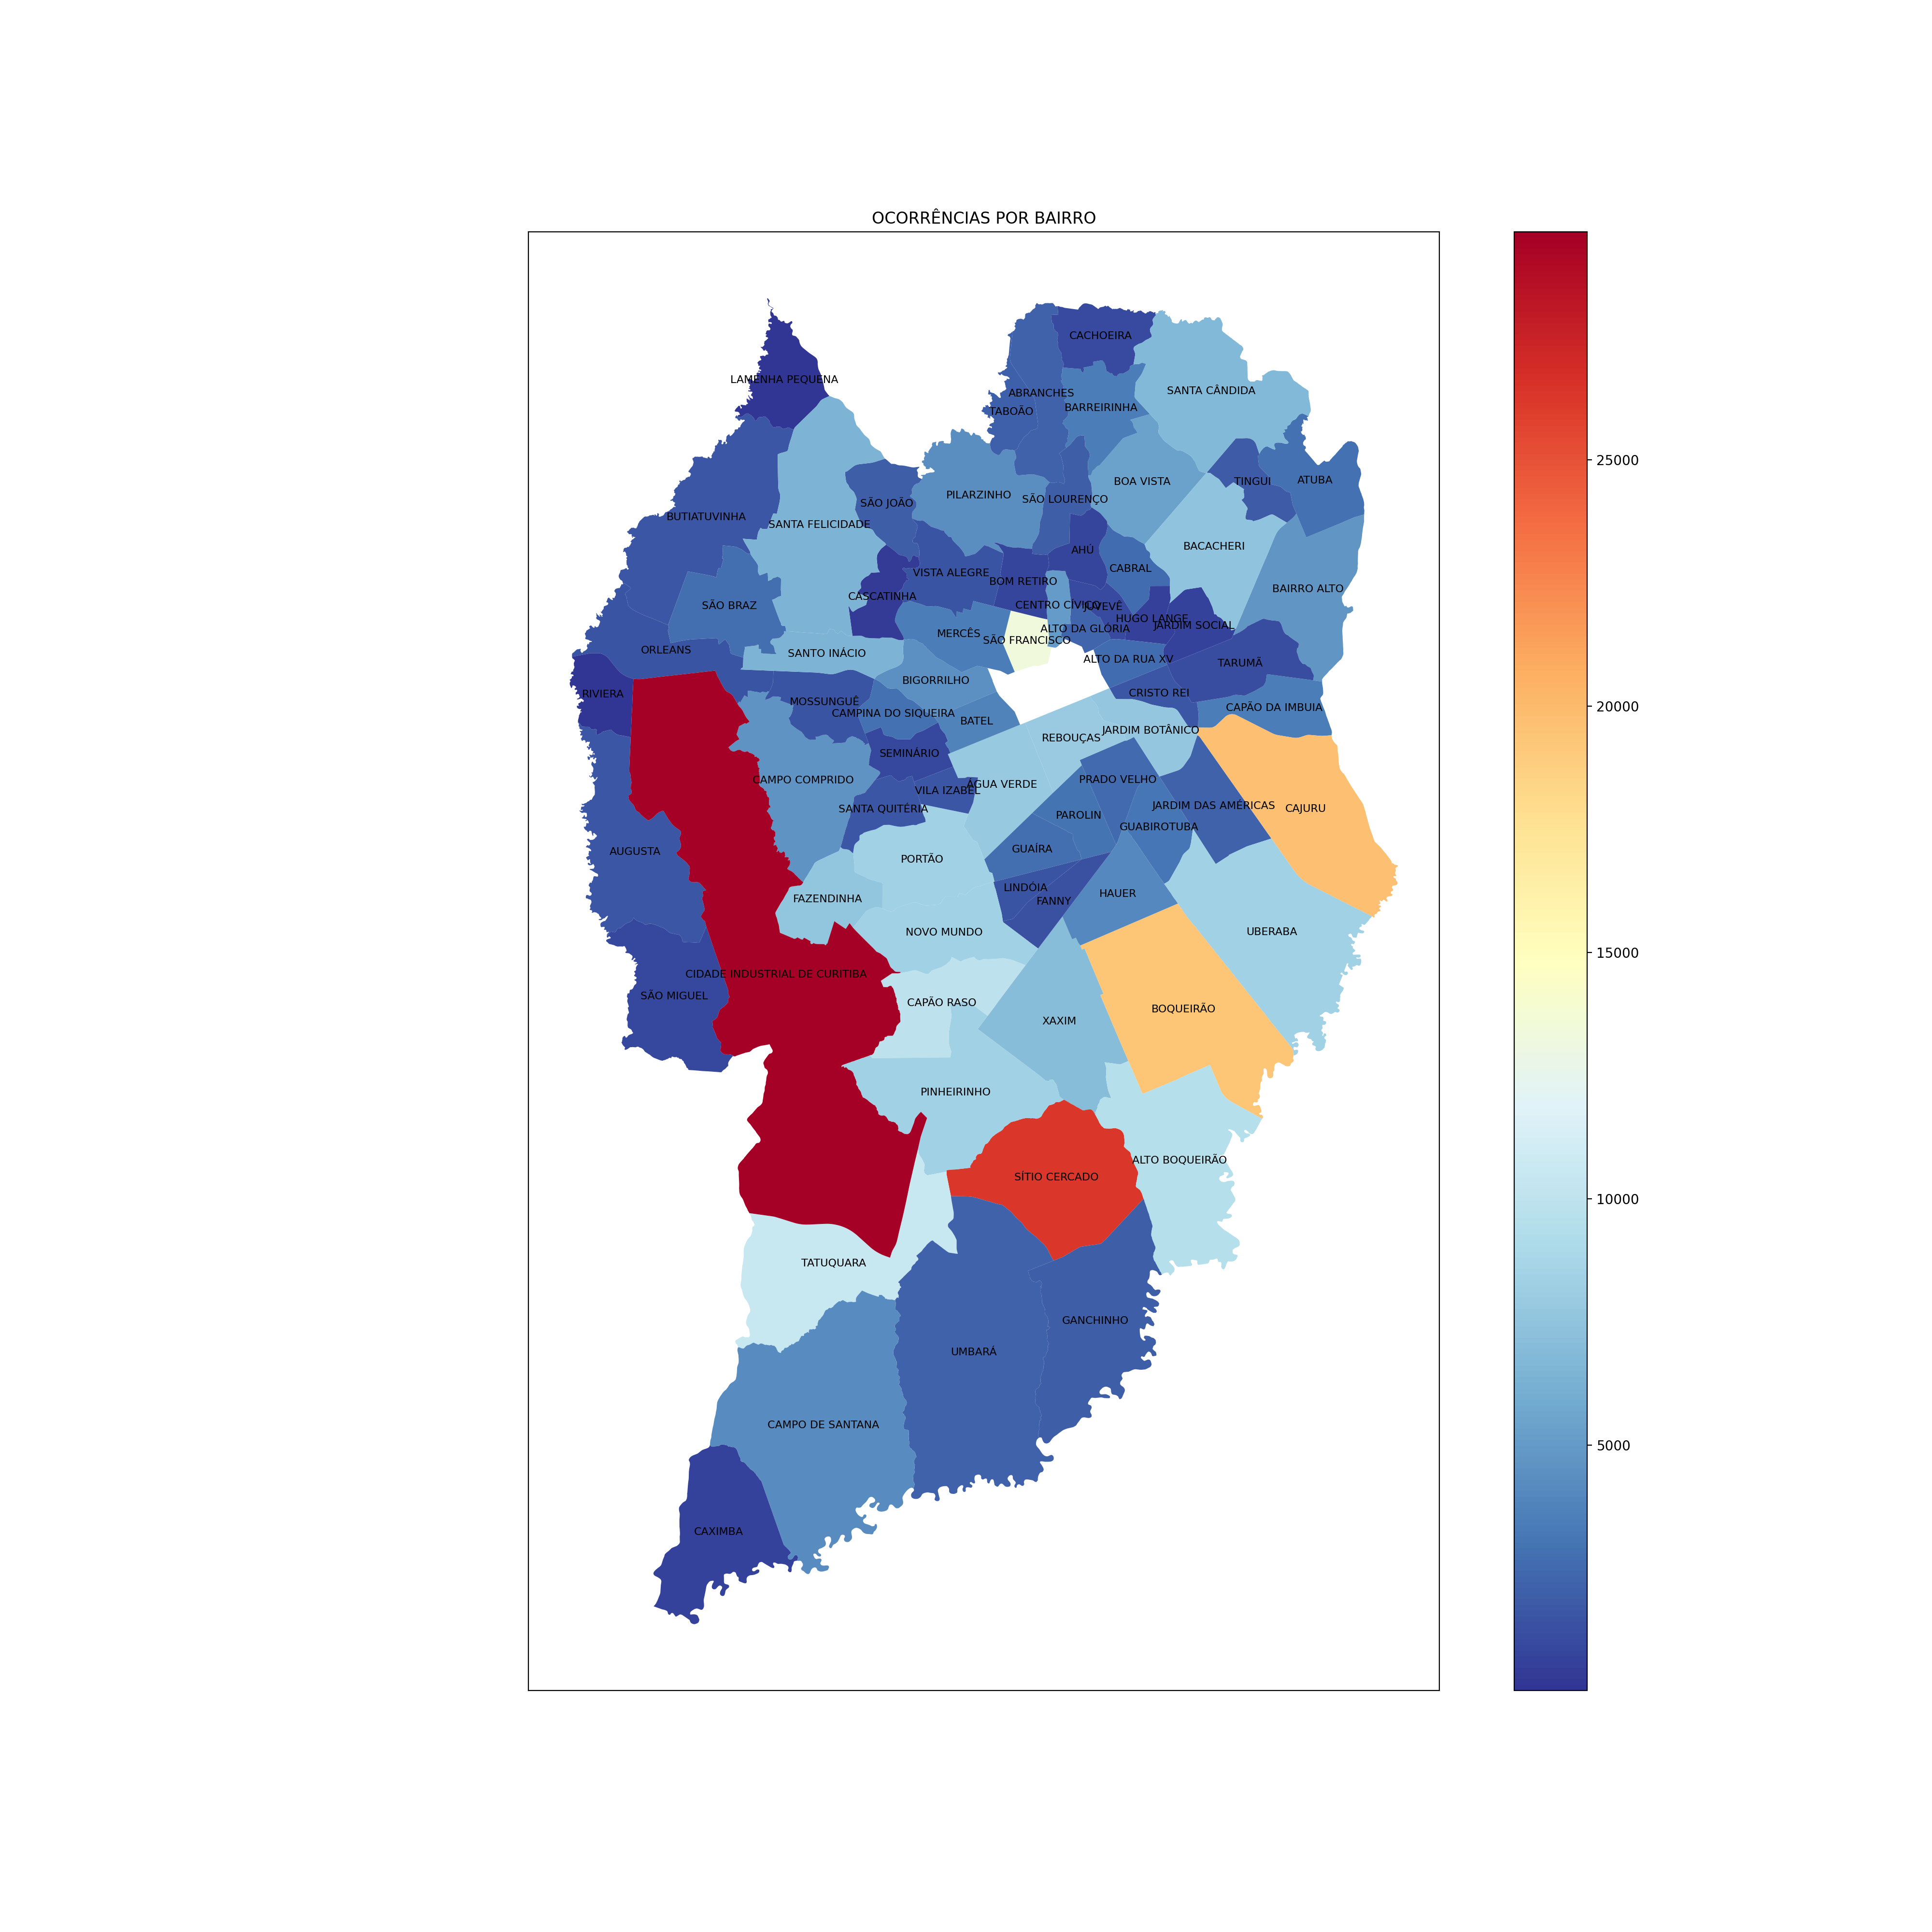 OCORRÊNCIAS POR BAIRRO
CACHOEIRA
LAMENHA PEQUENA
SANTA CÂNDIDA
ABRANCHES
BARREIRINHA
TABOÃO
25000
ATUBA
TINGUI
BOA VISTA
PILARZINHO
SÃO LOURENÇO
SÃO JOÃO
BUTIATUVINHA
SANTA FELICIDADE
BACACHERI
AHÚ
CABRAL
VISTA ALEGRE
BOM RETIRO
BAIRRO ALTO
CASCATINHA
SÃO BRAZ
CENTRO CÍVICO
JUVEVÊ
HUGO LANGE
JARDIM SOCIAL
ALTO DA GLÓRIA
MERCÊS
SÃO FRANCISCO
ORLEANS
SANTO INÁCIO
ALTO DA RUA XV
TARUMÃ
BIGORRILHO
RIVIERA
CRISTO REI
MOSSUNGUÊ
20000
CAPÃO DA IMBUIA
CAMPINA DO SIQUEIRA
BATEL
JARDIM BOTÂNICO
REBOUÇAS
SEMINÁRIO
CAMPO COMPRIDO
PRADO VELHO
ÁGUA VERDE
VILA IZABEL
JARDIM DAS AMÉRICAS
CAJURU
SANTA QUITÉRIA
PAROLIN
GUABIROTUBA
GUAÍRA
AUGUSTA
PORTÃO
LINDÓIA
HAUER
FAZENDINHA
FANNY
NOVO MUNDO
UBERABA
15000
CIDADE INDUSTRIAL DE CURITIBA
SÃO MIGUEL
CAPÃO RASO
BOQUEIRÃO
XAXIM
PINHEIRINHO
ALTO BOQUEIRÃO
SÍTIO CERCADO
10000
TATUQUARA
GANCHINHO
UMBARÁ
CAMPO DE SANTANA
5000
CAXIMBA